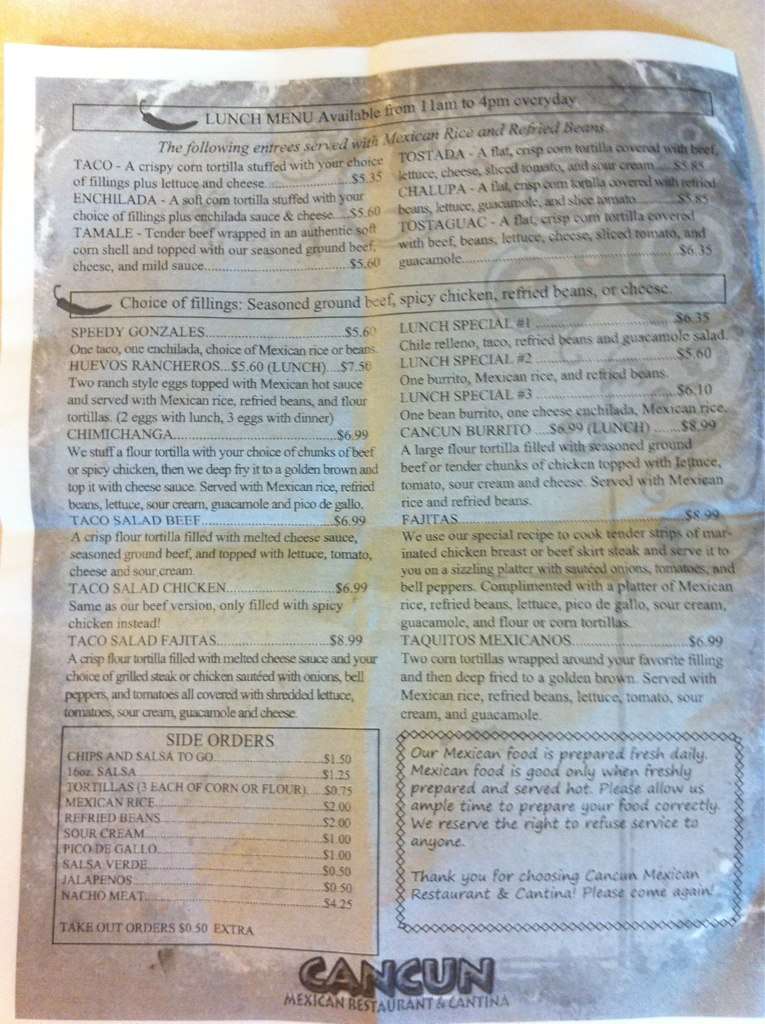 LUNCH MENU Available from 11am to 4pm everyday
The following entrees served with Mexican Rice and Refried Beans
TACO - A crispy corn tortilla stuffed with your choice
of fillings plus lettuce and cheese....................$5.35
ENCHILADA - A soft corn tortilla stuffed with your
choice of fillings plus enchilada sauce & cheese....$5.60
TAMALE - Tender beef wrapped in an authentic soft
corn shell and topped with our seasoned ground beef,
cheese, and mild sauce.....................................$5.60
TOSTADA - A flat, crisp corn tortilla covered with beef,
lettuce, cheese, sliced tomato, and sour cream .....$5.85
CHALUPA - A flat, crisp corn tortilla covered with refried
beans, lettuce, guacamole, and slice tomato...........$5.85
TOSTAGUAC - A flat, crisp corn tortilla covered
with beef, beans, lettuce, cheese, sliced tomato, and
guacamole.......................................................$6.35
Choice of fillings: Seasoned ground beef, spicy chicken, refried beans, or cheese.
SPEEDY GONZALES...................................$5.60
One taco, one enchilada, choice of Mexican rice or beans.
HUEVOS RANCHEROS...$5.60 (LUNCH)....$7.50
Two ranch style eggs topped with Mexican hot sauce
and served with Mexican rice, refried beans, and flour
tortillas. (2 eggs with lunch, 3 eggs with dinner)
CHIMICHANGA.........................................$6.99
We stuff a flour tortilla with your choice of chunks of beef
or spicy chicken, then we deep fry it to a golden brown and
top it with cheese sauce. Served with Mexican rice, refried
beans, lettuce, sour cream, guacamole and pico de gallo.
TACO SALAD BEEF..................................$6.99
A crisp flour tortilla filled with melted cheese sauce,
seasoned ground beef, and topped with lettuce, tomato,
cheese and sour cream.
TACO SALAD CHICKEN............................$6.99
Same as our beef version, only filled with spicy
chicken instead!
TACO SALAD FAJITAS..............................$8.99
A crisp flour tortilla filled with melted cheese sauce and your
choice of grilled steak or chicken sautéed with onions, bell
peppers, and tomatoes all covered with shredded lettuce,
tomatoes, sour cream, guacamole and cheese.
LUNCH SPECIAL #1 ...................................$6.35
Chile relleno, taco, refried beans and guacamole salad.
LUNCH SPECIAL #2 ...................................$5.60
One burrito, Mexican rice, and refried beans.
LUNCH SPECIAL #3 ...................................$6.10
One bean burrito, one cheese enchilada, Mexican rice.
CANCUN BURRITO ....$6.99 (LUNCH) .......$8.99
A large flour tortilla filled with seasoned ground
beef or tender chunks of chicken topped with lettuce,
tomato, sour cream and cheese. Served with Mexican
rice and refried beans.
FAJITAS.........................................................$8.99
We use our special recipe to cook tender strips of mar-
inated chicken breast or beef skirt steak and serve it to
you on a sizzling platter with sautéed onions, tomatoes, and
bell peppers. Complimented with a platter of Mexican
rice, refried beans, lettuce, pico de gallo, sour cream,
guacamole, and flour or corn tortillas.
TAQUITOS MEXICANOS.............................$6.99
Two corn tortillas wrapped around your favorite filling
and then deep fried to a golden brown. Served with
Mexican rice, refried beans, lettuce, tomato, sour
cream, and guacamole.
SIDE ORDERS
CHIPS AND SALSA TO GO............................$1.50
16oz. SALSA...............................................$1.25
TORTILLAS (3 EACH OF CORN OR FLOUR)....$0.75
MEXICAN RICE...........................................$2.00
REFRIED BEANS..........................................$2.00
SOUR CREAM.............................................$1.00
PICO DE GALLO..........................................$1.00
SALSA VERDE............................................$0.50
JALAPENOS................................................$0.50
NACHO MEAT............................................$4.25
TAKE OUT ORDERS $0.50 EXTRA
Our Mexican food is prepared fresh daily.
Mexican food is good only when freshly
prepared and served hot. Please allow us
ample time to prepare your food correctly.
We reserve the right to refuse service to
anyone.
Thank you for choosing Cancun Mexican
Restaurant & Cantina! Please come again!
CANCUN
MEXICAN RESTAURANT & CANTINA